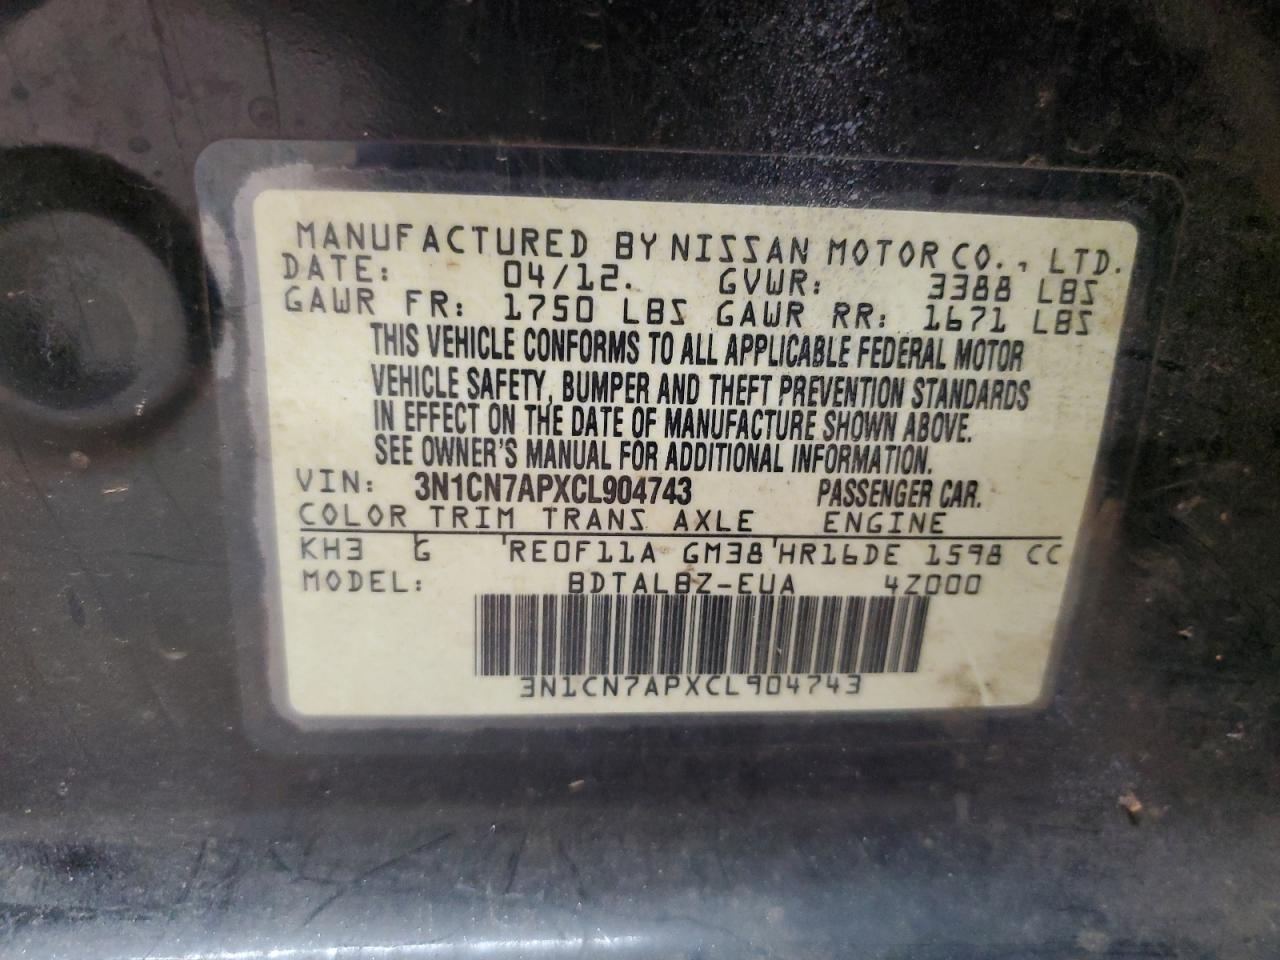 MANUFACTURED BY NISSAN MOTOR CO., LTD.
DATE: 04/12. GVWR: 3388 LBS
GAWR FR: 1750 LBS GAWR RR: 1671 LBS
THIS VEHICLE CONFORMS TO ALL APPLICABLE FEDERAL MOTOR
VEHICLE SAFETY, BUMPER AND THEFT PREVENTION STANDARDS
IN EFFECT ON THE DATE OF MANUFACTURE SHOWN ABOVE.
SEE OWNER'S MANUAL FOR ADDITIONAL INFORMATION.
VIN: 3N1CN7APXCL904743 PASSENGER CAR.
COLOR TRIM TRANS AXLE ENGINE
KH3 G RE0F11A GM38 HR16DE 1598 CC
MODEL: BDTALBZ-EUA 4Z000
3N1CN7APXCL904743